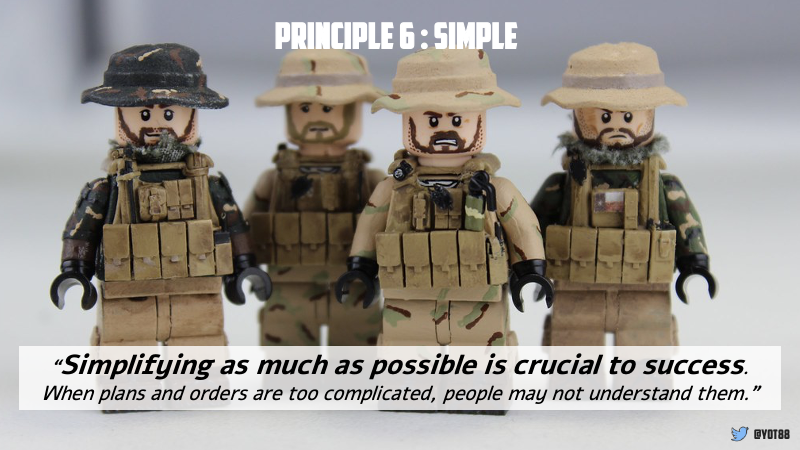 PRINCIPLE 6 : SIMPLE
“Simplifying as much as possible is crucial to success.
When plans and orders are too complicated, people may not understand them.”
@YOT88